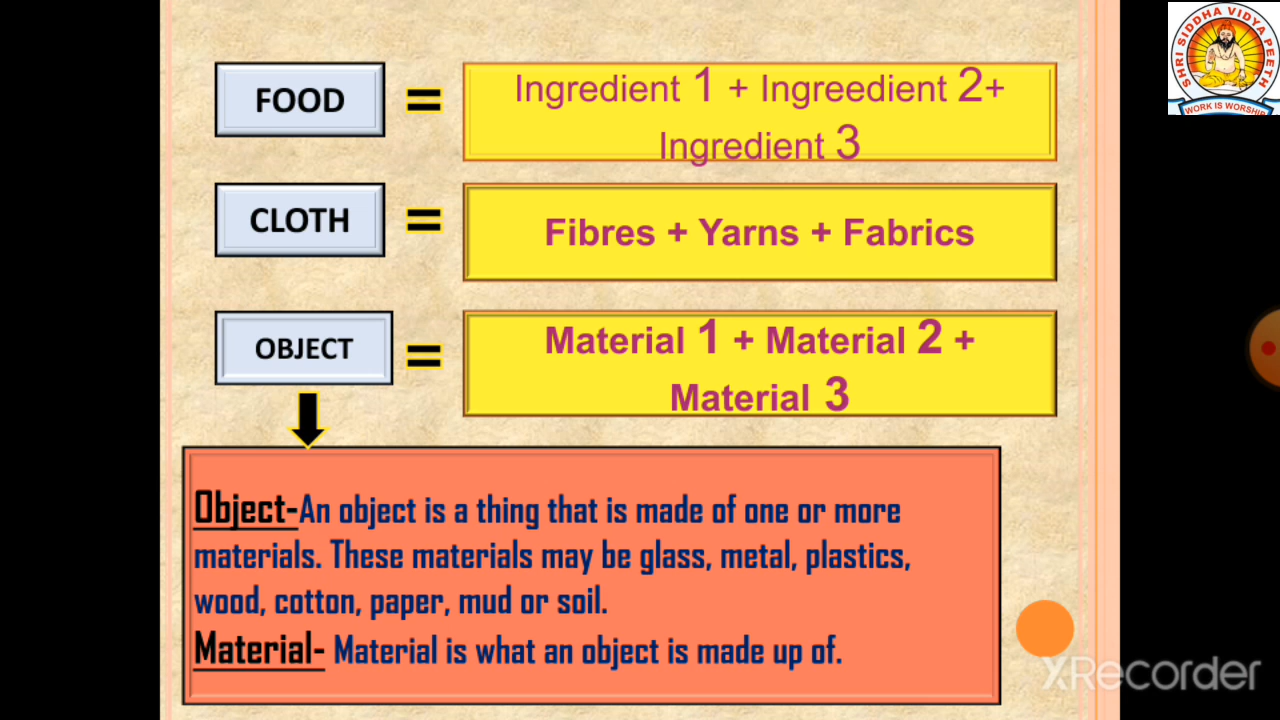 SHRI SIDDHA VIDYA PEETH
WORK IS WORSHIP
FOOD
=
Ingredient 1 + Ingreedient 2+
Ingredient 3
CLOTH
=
Fibres + Yarns + Fabrics
OBJECT
=
Material 1 + Material 2 +
Material 3
Object-An object is a thing that is made of one or more
materials. These materials may be glass, metal, plastics,
wood, cotton, paper, mud or soil.
Material- Material is what an object is made up of.
XRecorder